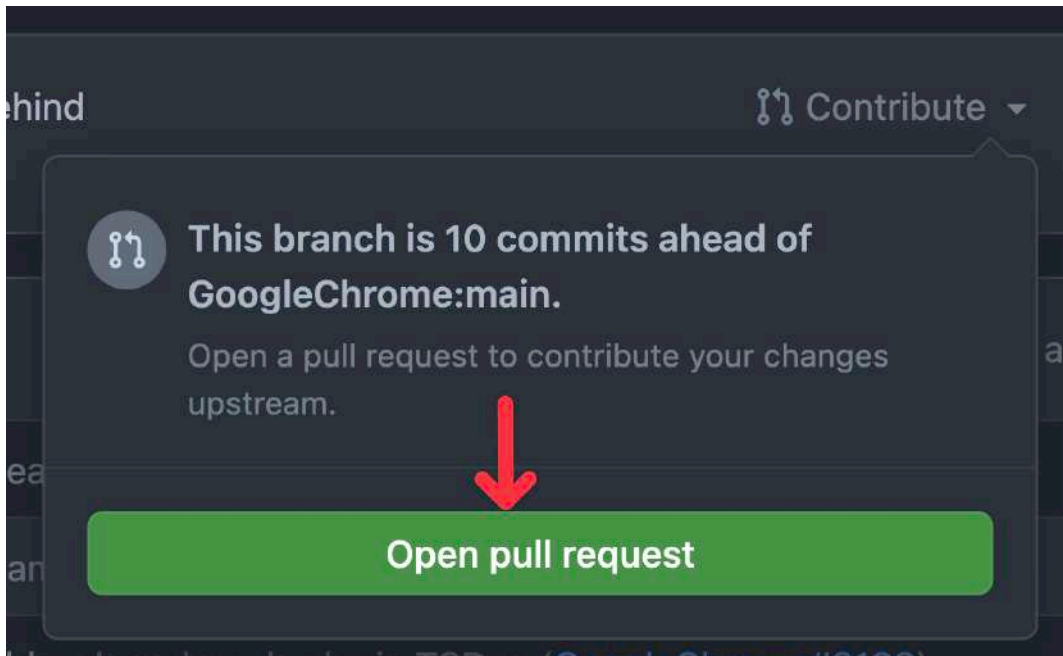 Contribute
This branch is 10 commits ahead of
GoogleChrome:main.
Open a pull request to contribute your changes
upstream.
Open pull request